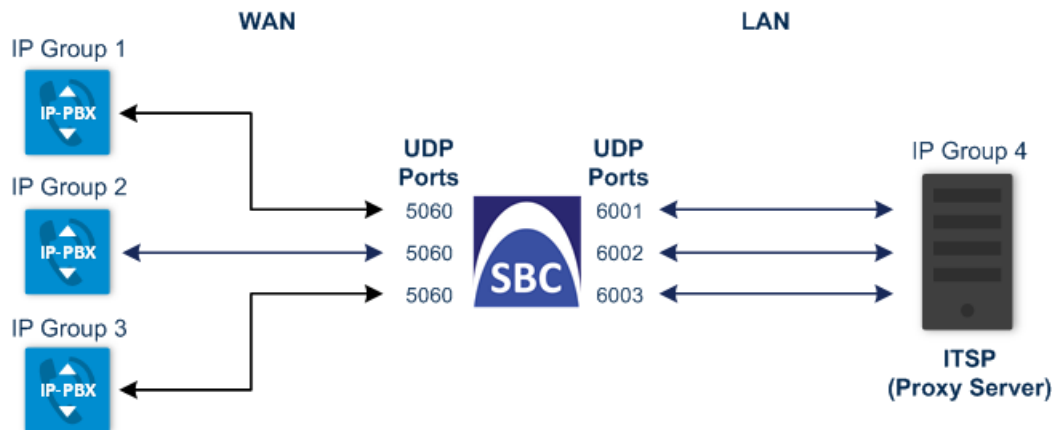 WAN
LAN
IP Group 1
IP-PBX
UDP
Ports
UDP
Ports
IP Group 4
IP Group 2
5060
6001
IP-PBX
5060
6002
SBC
5060
6003
IP Group 3
IP-PBX
ITSP
(Proxy Server)